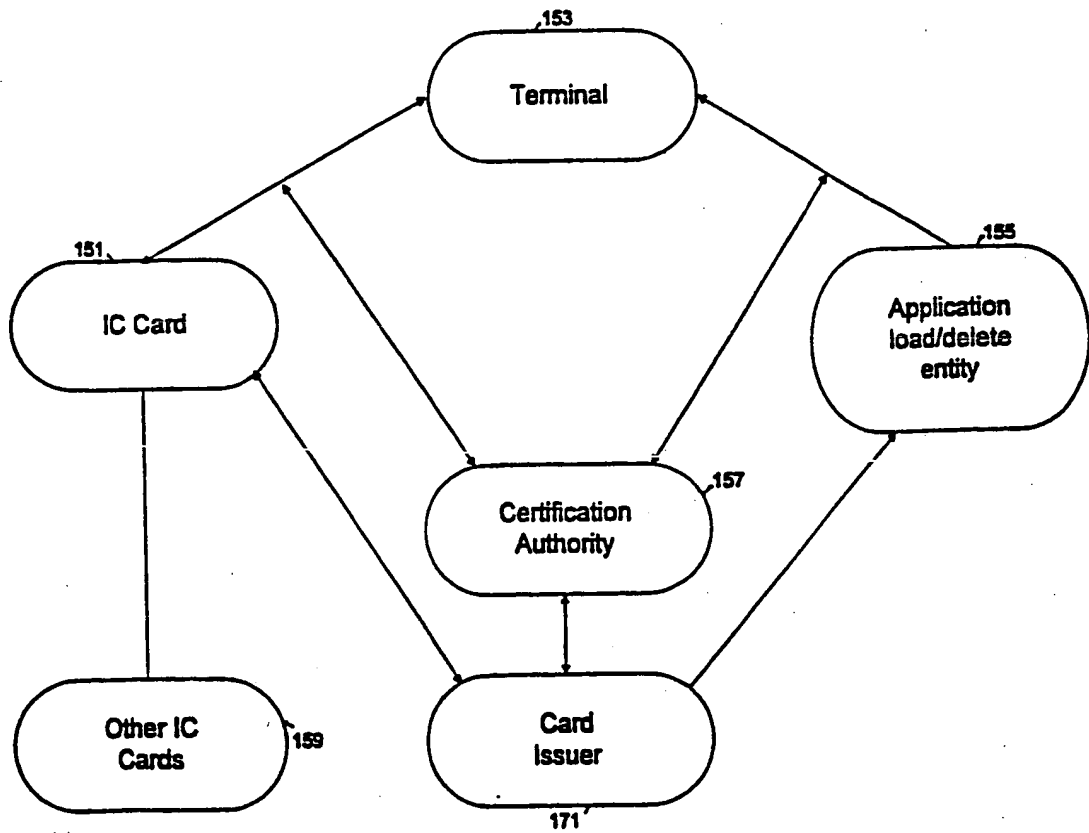 153
Terminal
151
IC Card
155
Application
load/delete
entity
157
Certification
Authority
Other IC
Cards
159
Card
Issuer
171